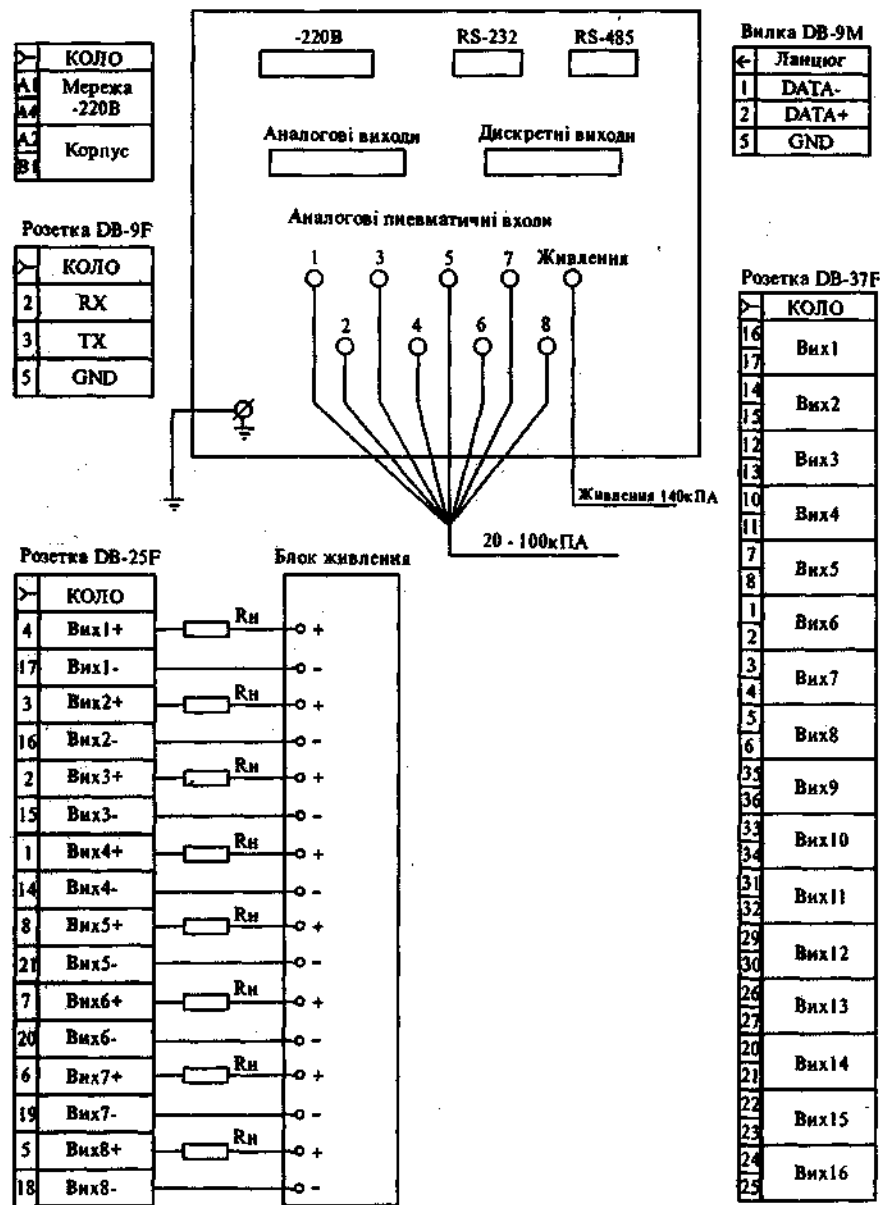 КОЛО
A1
Мережа
-220В
A4
A2
Корпус
B1
Розетка DB-9F
КОЛО
2 RX
3 TX
5 GND
-220В RS-232 RS-485
Аналогові виходи Дискретні виходи
Аналогові пневматичні входи
1 3 5 7 Живлення
2 4 6 8
Живлення 140кПА
20 - 100кПА
Вилка DB-9M
Ланцюг
1 DATA-
2 DATA+
5 GND
Розетка DB-25F
КОЛО
4 Вих1+
17 Вих1-
3 Вих2+
16 Вих2-
2 Вих3+
15 Вих3-
1 Вих4+
14 Вих4-
8 Вих5+
21 Вих5-
7 Вих6+
20 Вих6-
6 Вих7+
19 Вих7-
5 Вих8+
18 Вих8-
Блок живлення
Rн +
-
Rн +
-
Rн +
-
Rн +
-
Rн +
-
Rн +
-
Rн +
-
Rн +
-
Розетка DB-37F
КОЛО
16
Вих1
17
14
Вих2
15
12
Вих3
13
10
Вих4
11
7
Вих5
8
1
Вих6
2
3
Вих7
4
5
Вих8
6
35
Вих9
36
33
Вих10
34
31
Вих11
32
29
Вих12
30
26
Вих13
27
20
Вих14
21
22
Вих15
23
24
Вих16
25